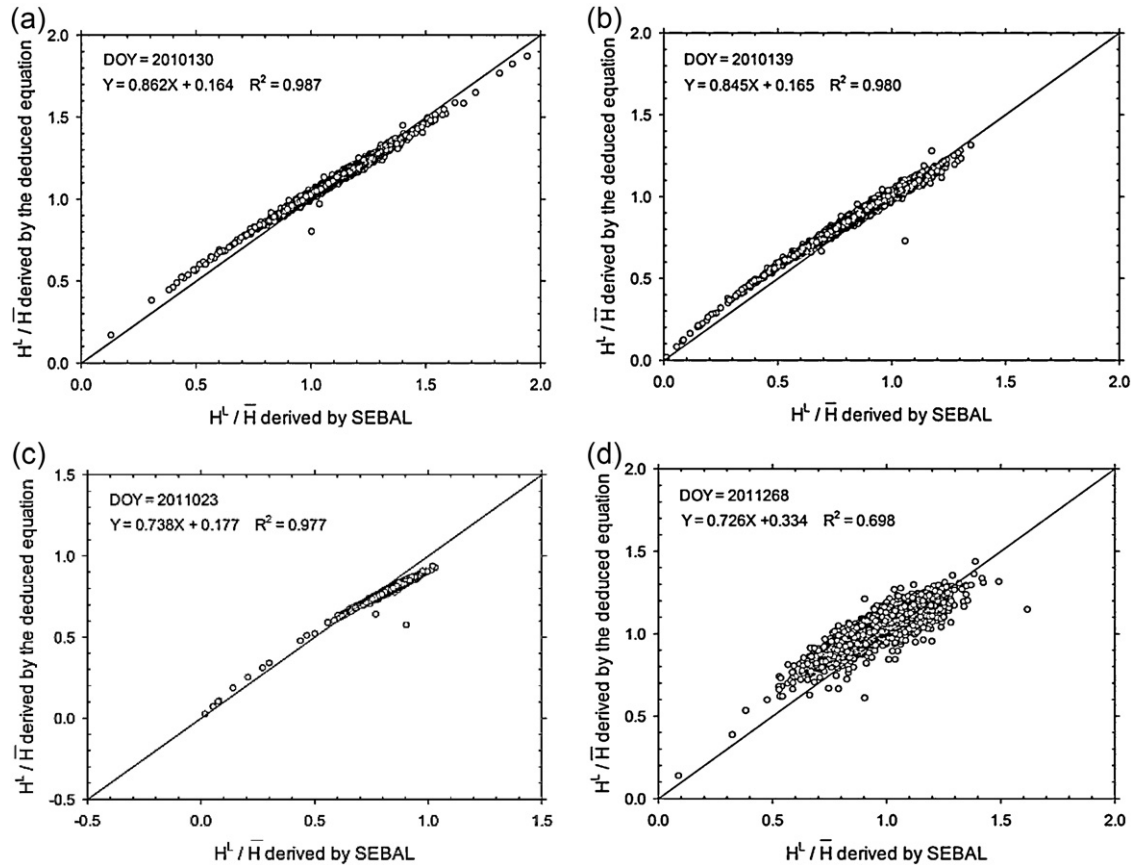 (a)
2.0
DOY = 2010130
Y = 0.862X + 0.164 R² = 0.987
1.5
1.0
0.5
0.0
0.0 0.5 1.0 1.5 2.0
H^L / H̅ derived by the deduced equation
H^L / H̅ derived by SEBAL
(b)
2.0
DOY = 2010139
Y = 0.845X + 0.165 R² = 0.980
1.5
1.0
0.5
0.0
0.0 0.5 1.0 1.5 2.0
H^L / H̅ derived by the deduced equation
H^L / H̅ derived by SEBAL
(c)
1.5
DOY = 2011023
Y = 0.738X + 0.177 R² = 0.977
1.0
0.5
0.0
-0.5
-0.5 0.0 0.5 1.0 1.5
H^L / H̅ derived by the deduced equation
H^L / H̅ derived by SEBAL
(d)
2.0
DOY = 2011268
Y = 0.726X +0.334 R² = 0.698
1.5
1.0
0.5
0.0
0.0 0.5 1.0 1.5 2.0
H^L / H̅ derived by the deduced equation
H^L / H̅ derived by SEBAL